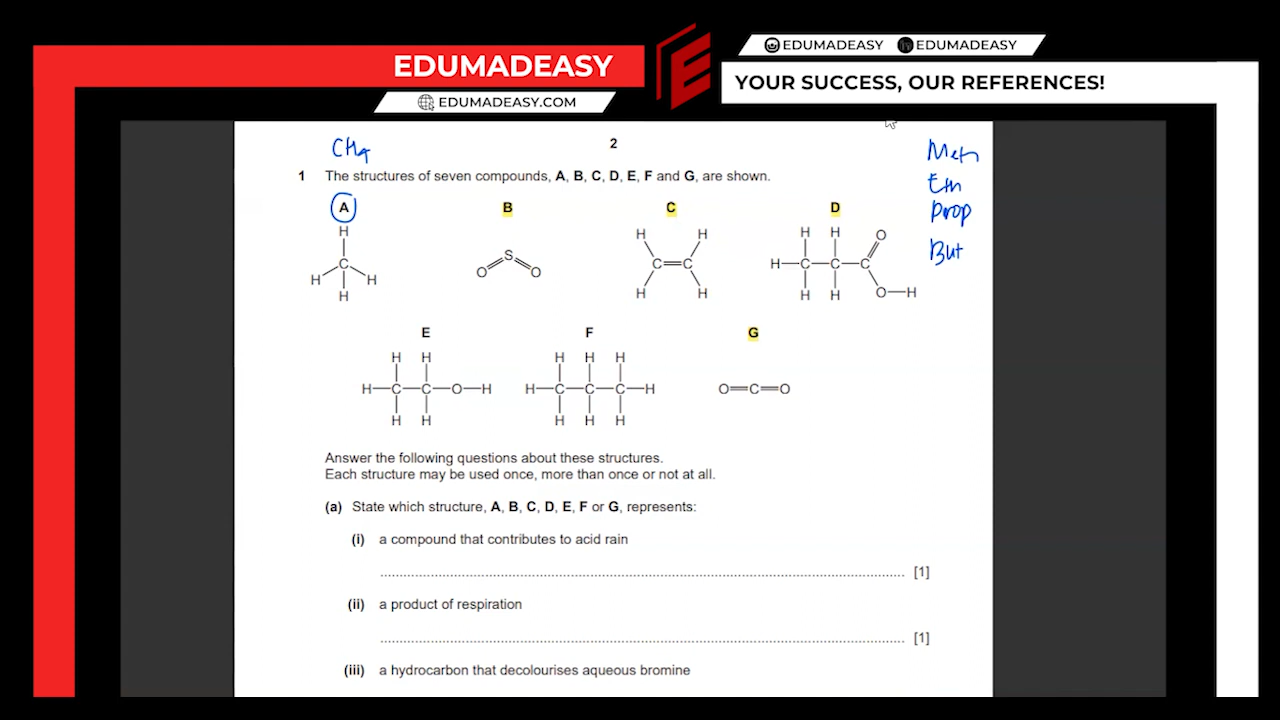 EDUMADEASY
EDUMADEASY.COM
EDUMADEASY EDUMADEASY
YOUR SUCCESS, OUR REFERENCES!
CH4
2
Meth
Eth
Prop
But
1 The structures of seven compounds, A, B, C, D, E, F and G, are shown.
A B C D
H
C
H H
H
S
O O
H H
C C
H H
H H O
H C C C
H H O H
E F G
H H
H C C O H
H H
H H H
H C C C H
H H H
O C O
Answer the following questions about these structures.
Each structure may be used once, more than once or not at all.
(a) State which structure, A, B, C, D, E, F or G, represents:
(i) a compound that contributes to acid rain
[1]
(ii) a product of respiration
[1]
(iii) a hydrocarbon that decolourises aqueous bromine